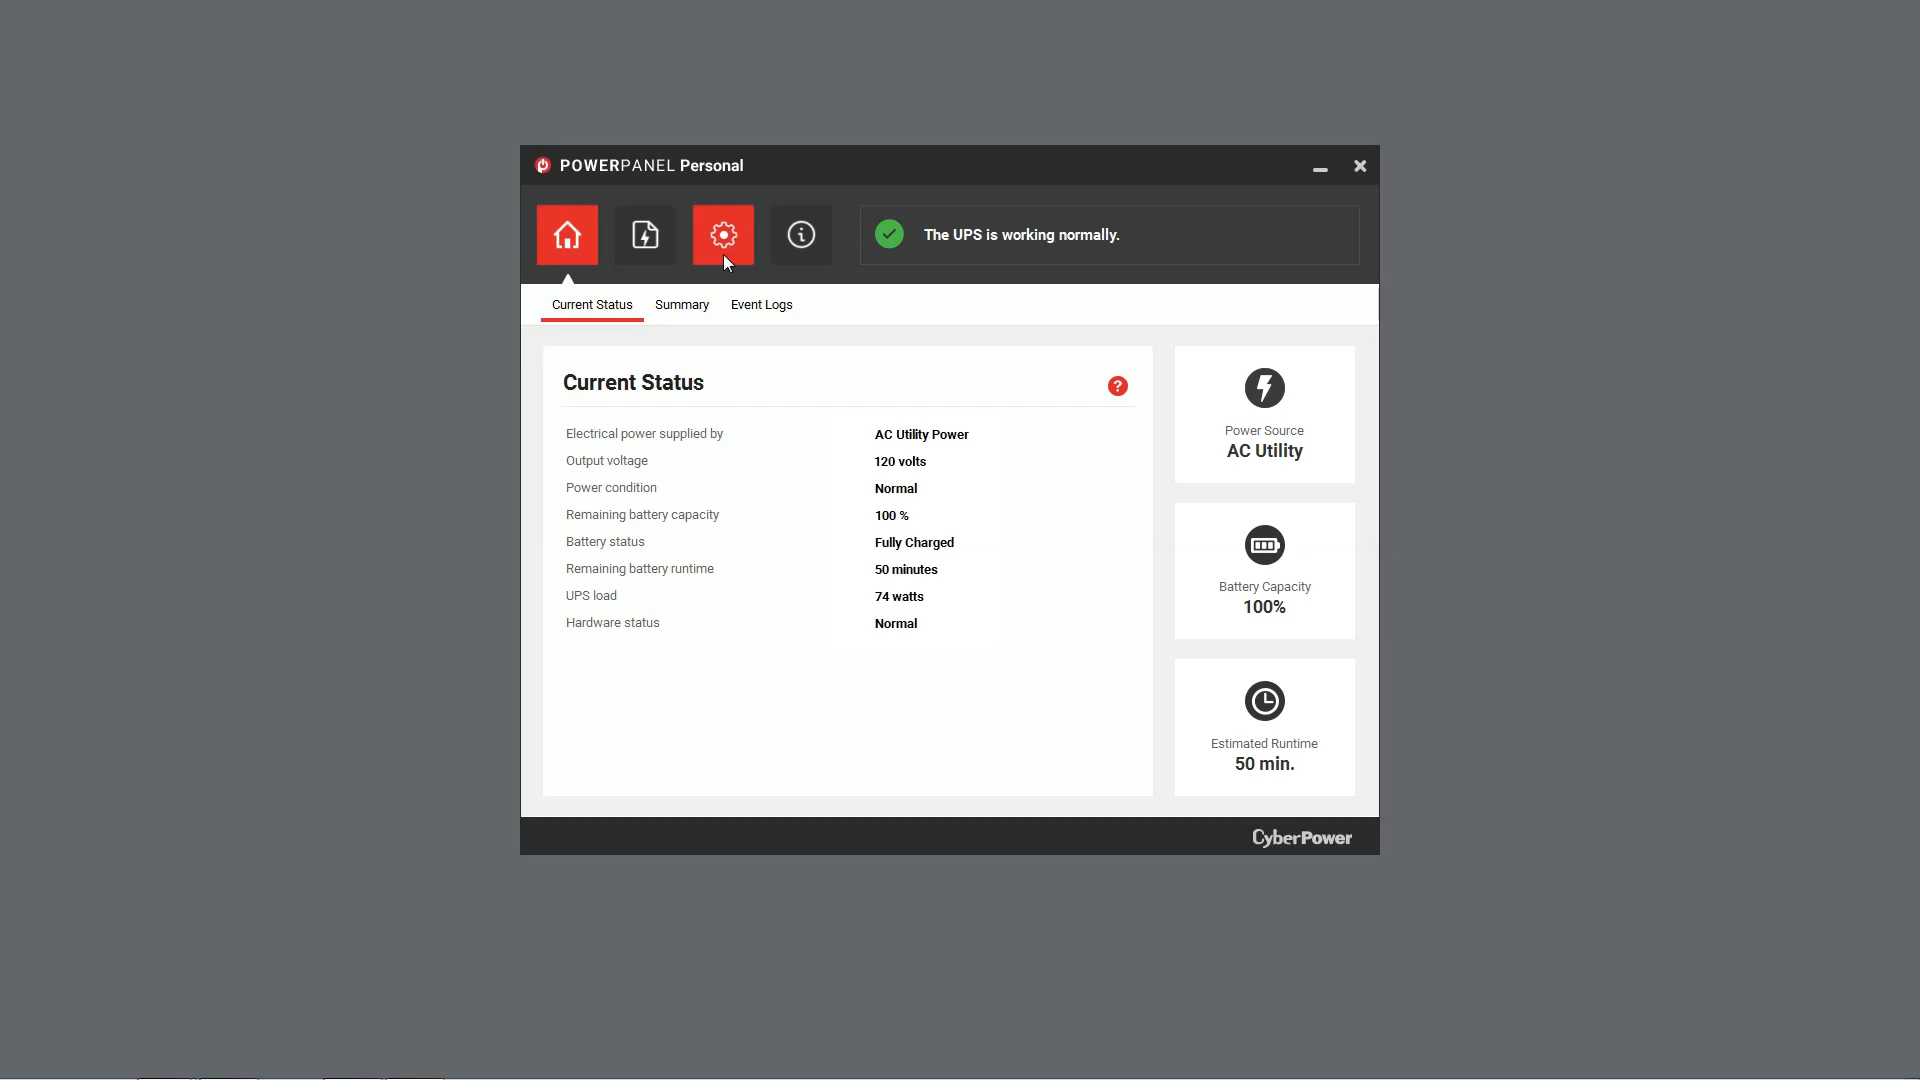 POWERPANEL Personal
The UPS is working normally.
Current Status Summary Event Logs
Current Status
?
Electrical power supplied by AC Utility Power
Output voltage 120 volts
Power condition Normal
Remaining battery capacity 100 %
Battery status Fully Charged
Remaining battery runtime 50 minutes
UPS load 74 watts
Hardware status Normal
Power Source
AC Utility
Battery Capacity
100%
Estimated Runtime
50 min.
CyberPower